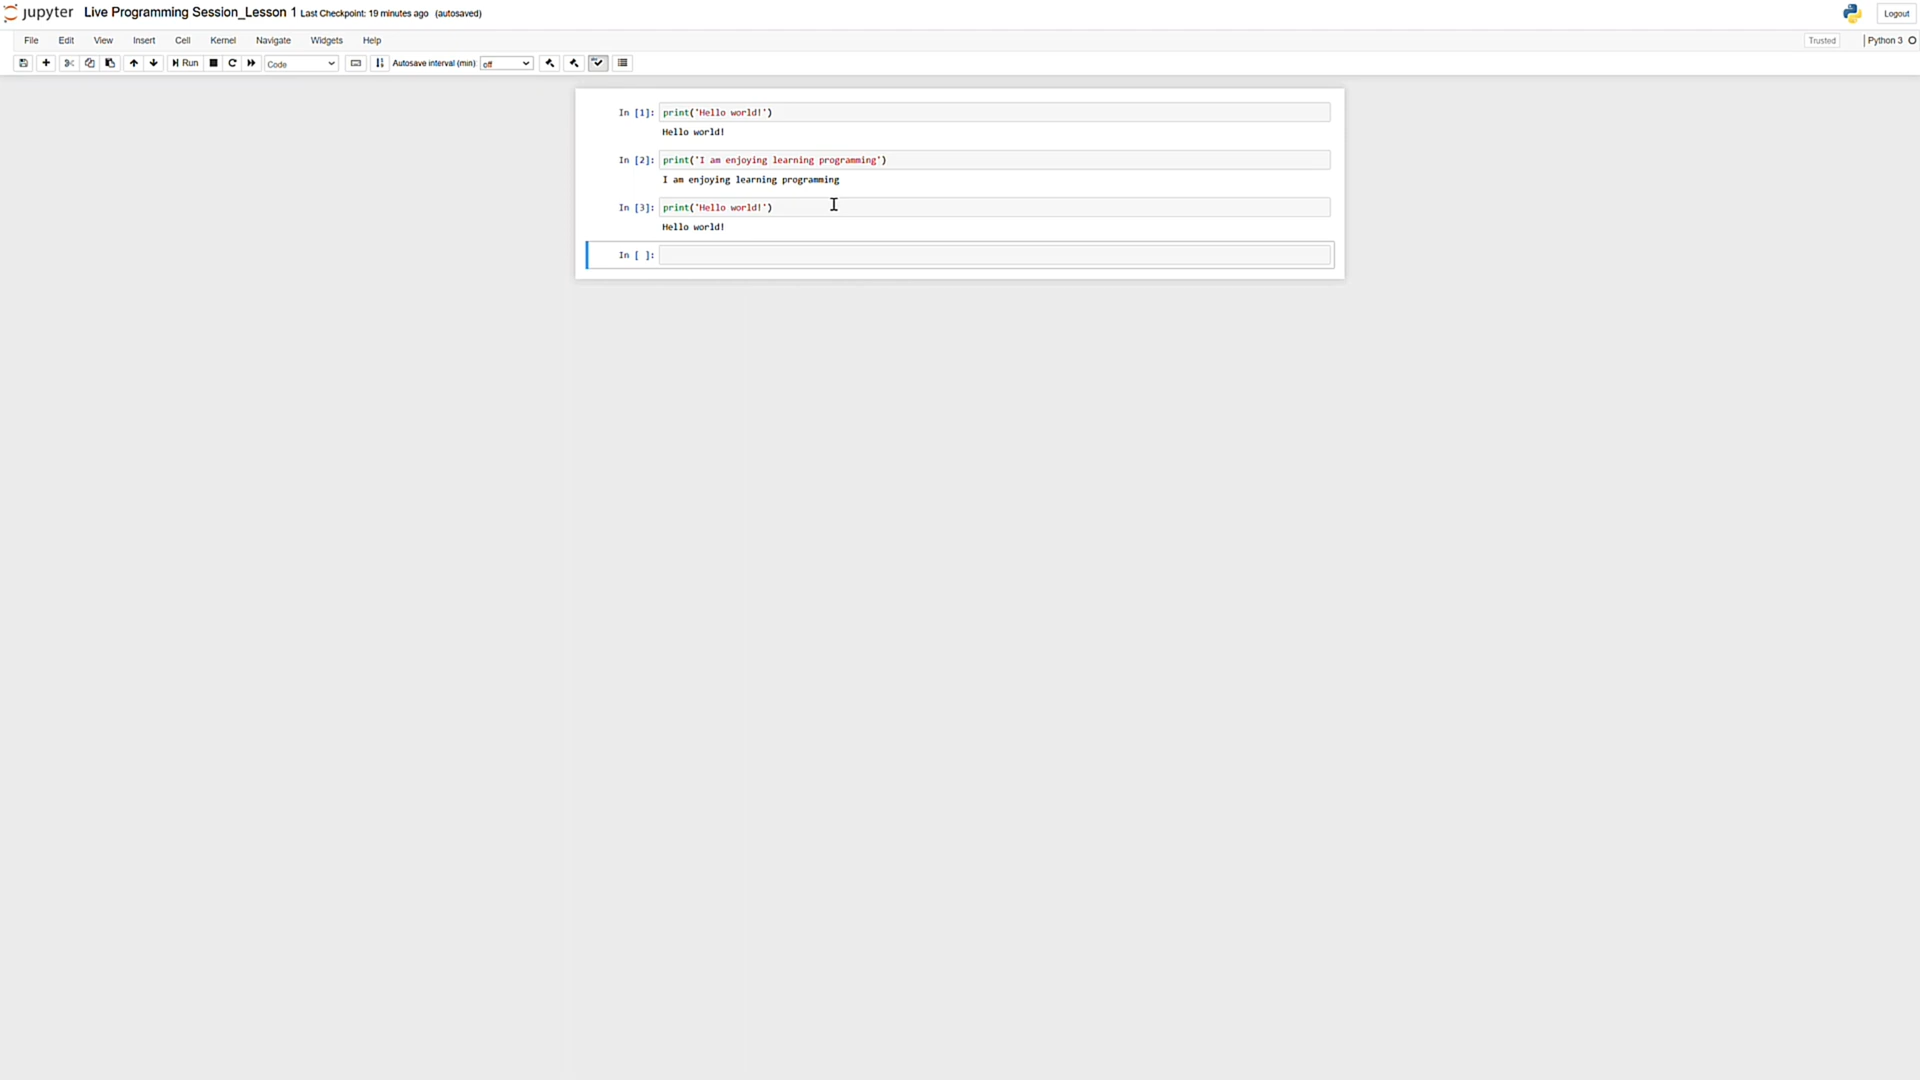 jupyter Live Programming Session_Lesson 1 Last Checkpoint: 19 minutes ago (autosaved) Logout
File Edit View Insert Cell Kernel Navigate Widgets Help Trusted Python 3
Run Code Autosave interval (min): off
In [1]: print('Hello world!')
Hello world!
In [2]: print('I am enjoying learning programming')
I am enjoying learning programming
In [3]: print('Hello world!')
Hello world!
In [ ]: